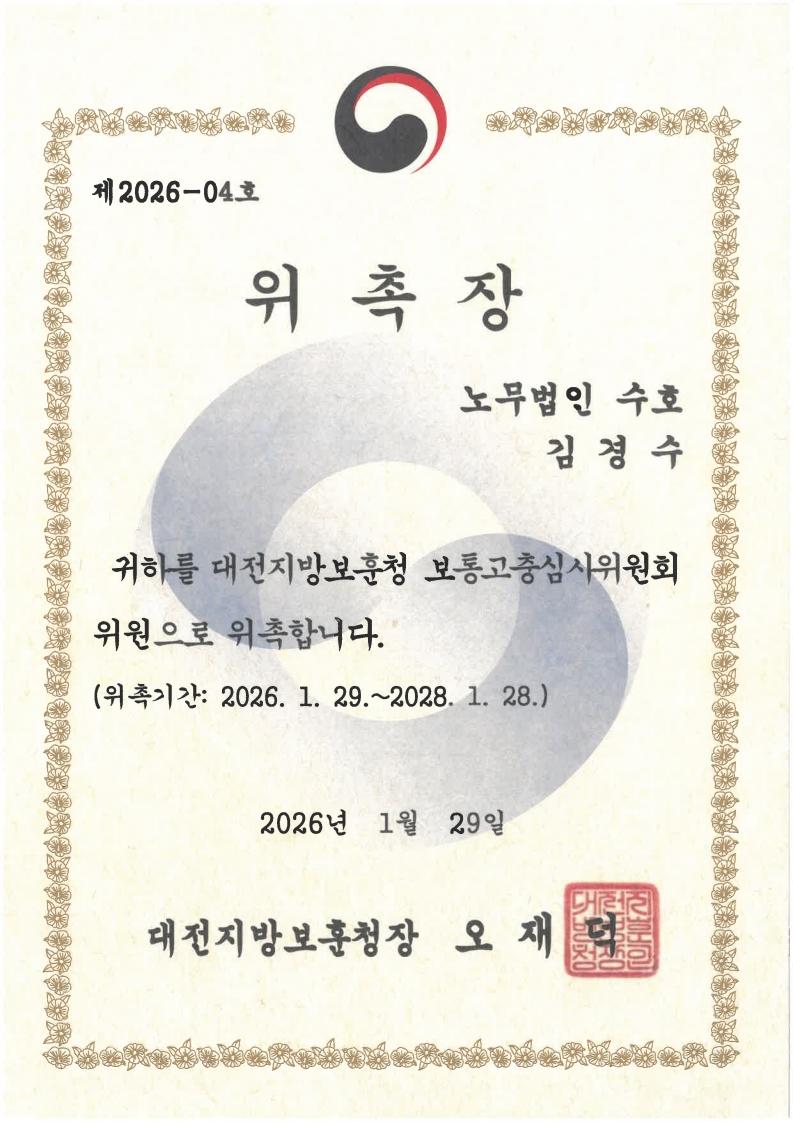 제2026-04호
위 촉 장
노무법인 수호
김 경 수
귀하를 대전지방보훈청 보통고충심사위원회
위원으로 위촉합니다.
(위촉기간: 2026. 1. 29.~2028. 1. 28.)
2026년 1월 29일
대전지방보훈청장 오 재 덕